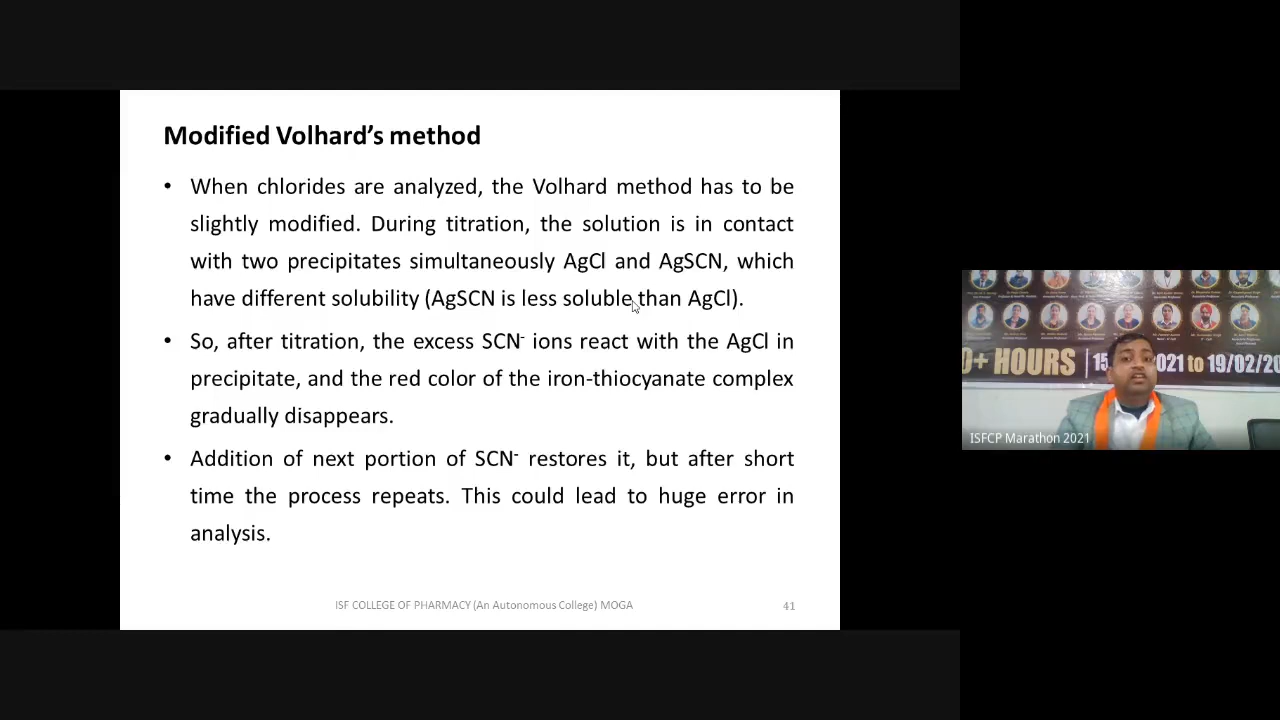 Modified Volhard's method
• When chlorides are analyzed, the Volhard method has to be
slightly modified. During titration, the solution is in contact
with two precipitates simultaneously AgCl and AgSCN, which
have different solubility (AgSCN is less soluble than AgCl).
• So, after titration, the excess SCN⁻ ions react with the AgCl in
precipitate, and the red color of the iron-thiocyanate complex
gradually disappears.
• Addition of next portion of SCN⁻ restores it, but after short
time the process repeats. This could lead to huge error in
analysis.
ISF COLLEGE OF PHARMACY (An Autonomous College) MOGA
41
0+ HOURS 15 2021 to 19/02/20
ISFCP Marathon 2021